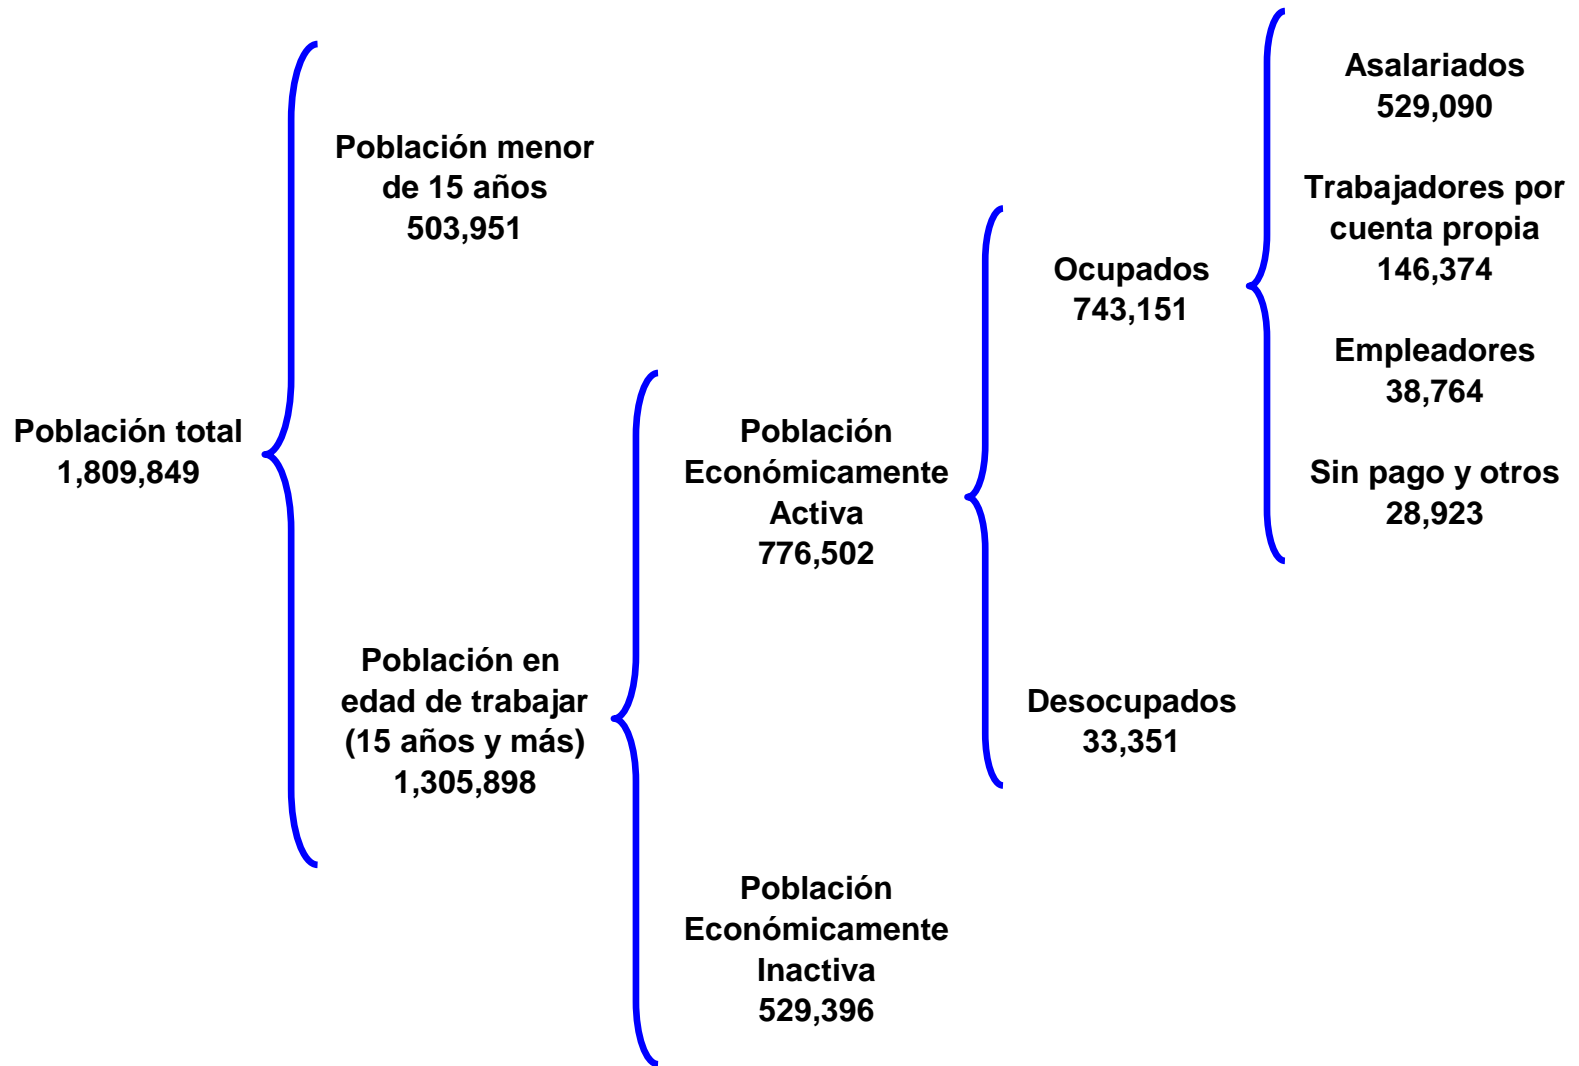 Población total
1,809,849
Población menor
de 15 años
503,951
Población en
edad de trabajar
(15 años y más)
1,305,898
Población
Económicamente
Activa
776,502
Población
Económicamente
Inactiva
529,396
Ocupados
743,151
Desocupados
33,351
Asalariados
529,090
Trabajadores por
cuenta propia
146,374
Empleadores
38,764
Sin pago y otros
28,923